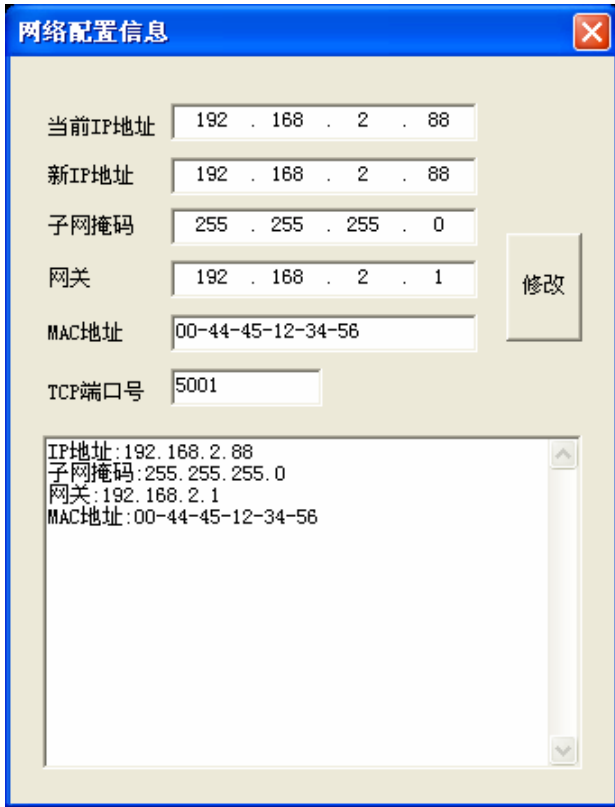 网络配置信息
当前IP地址 192 . 168 . 2 . 88
新IP地址 192 . 168 . 2 . 88
子网掩码 255 . 255 . 255 . 0
网关 192 . 168 . 2 . 1
修改
MAC地址 00-44-45-12-34-56
TCP端口号 5001
IP地址:192.168.2.88
子网掩码:255.255.255.0
网关:192.168.2.1
MAC地址:00-44-45-12-34-56